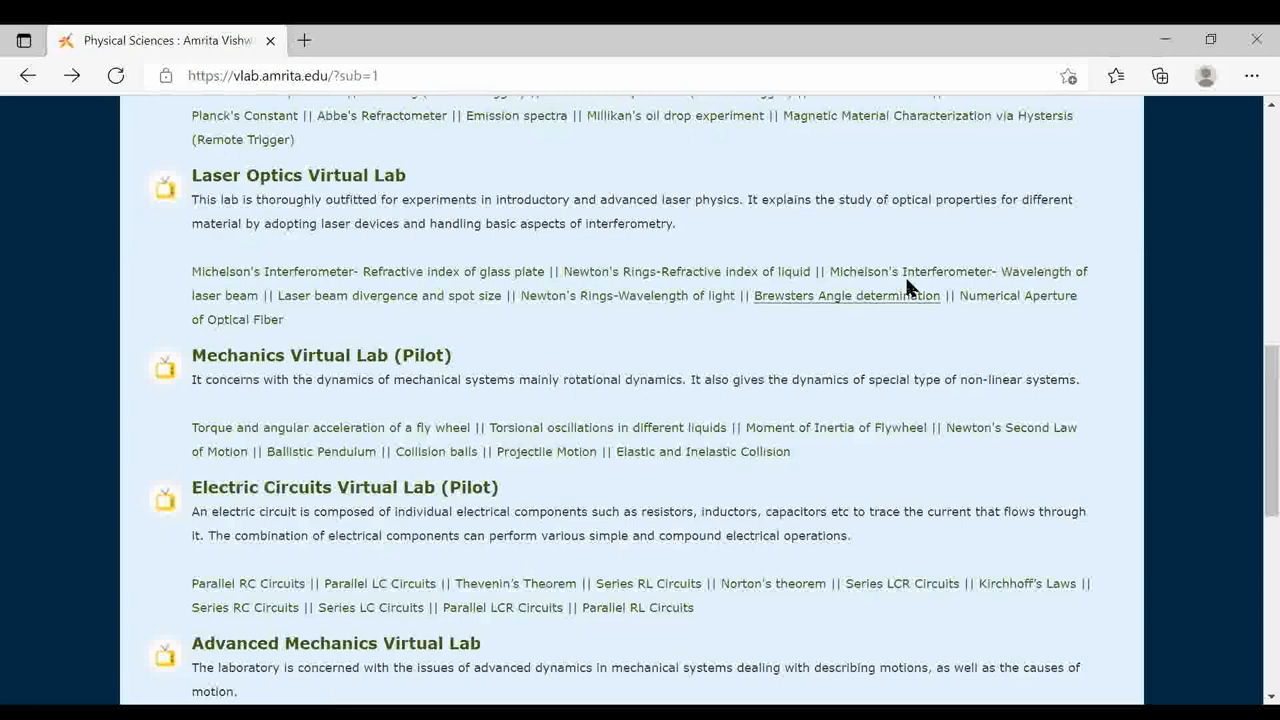 Physical Sciences : Amrita Vishw
https://vlab.amrita.edu/?sub=1
Planck's Constant || Abbe's Refractometer || Emission spectra || Millikan's oil drop experiment || Magnetic Material Characterization via Hystersis
(Remote Trigger)
Laser Optics Virtual Lab
This lab is thoroughly outfitted for experiments in introductory and advanced laser physics. It explains the study of optical properties for different
material by adopting laser devices and handling basic aspects of interferometry.
Michelson's Interferometer- Refractive index of glass plate || Newton's Rings-Refractive index of liquid || Michelson's Interferometer- Wavelength of
laser beam || Laser beam divergence and spot size || Newton's Rings-Wavelength of light || Brewsters Angle determination || Numerical Aperture
of Optical Fiber
Mechanics Virtual Lab (Pilot)
It concerns with the dynamics of mechanical systems mainly rotational dynamics. It also gives the dynamics of special type of non-linear systems.
Torque and angular acceleration of a fly wheel || Torsional oscillations in different liquids || Moment of Inertia of Flywheel || Newton's Second Law
of Motion || Ballistic Pendulum || Collision balls || Projectile Motion || Elastic and Inelastic Collision
Electric Circuits Virtual Lab (Pilot)
An electric circuit is composed of individual electrical components such as resistors, inductors, capacitors etc to trace the current that flows through
it. The combination of electrical components can perform various simple and compound electrical operations.
Parallel RC Circuits || Parallel LC Circuits || Thevenin’s Theorem || Series RL Circuits || Norton's theorem || Series LCR Circuits || Kirchhoff’s Laws ||
Series RC Circuits || Series LC Circuits || Parallel LCR Circuits || Parallel RL Circuits
Advanced Mechanics Virtual Lab
The laboratory is concerned with the issues of advanced dynamics in mechanical systems dealing with describing motions, as well as the causes of
motion.